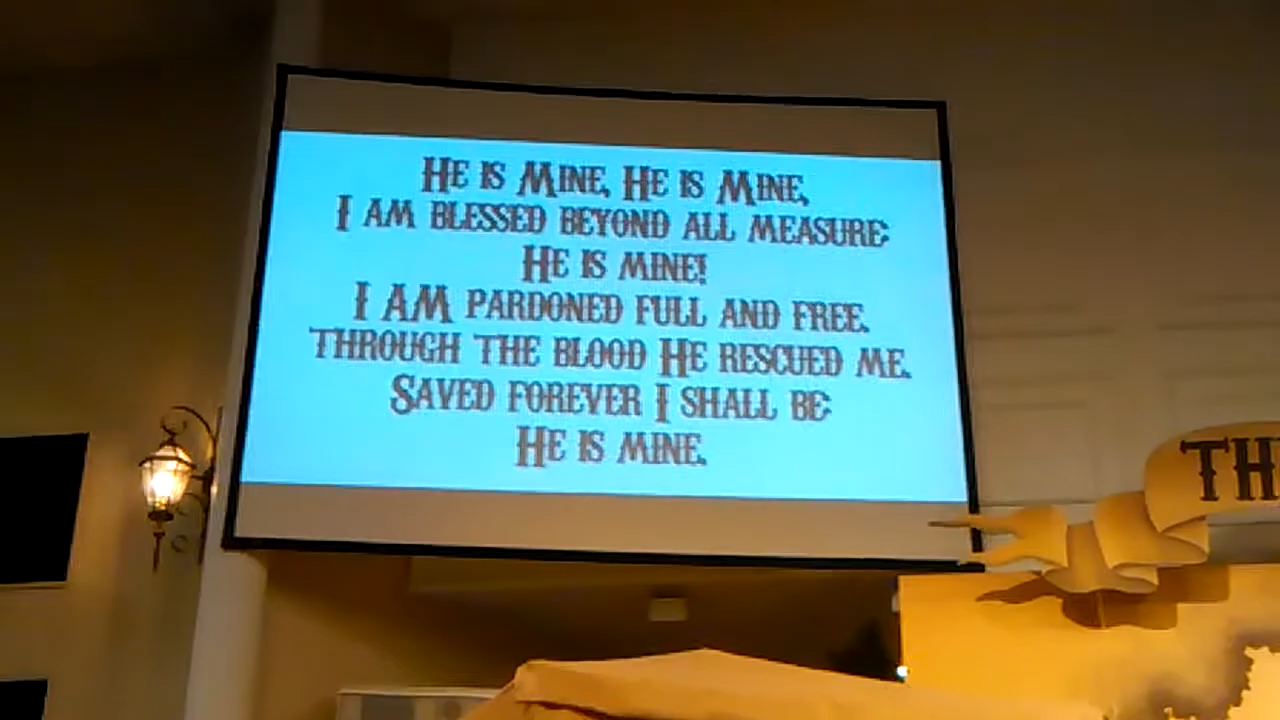 He is Mine, He is Mine,
I am blessed beyond all measure
He is mine!
I AM pardoned full and free.
Through the blood He rescued me.
Saved forever I shall be
He is mine.
TH